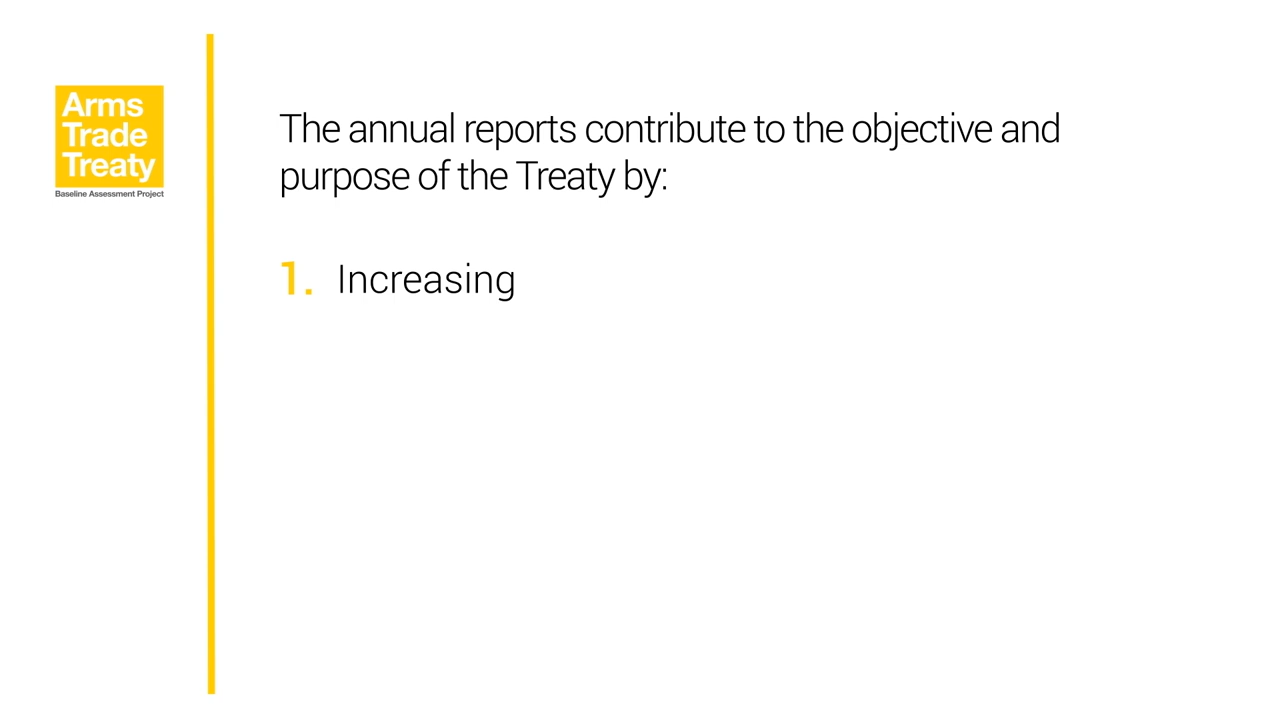 Arms
Trade
Treaty
Baseline Assessment Project
The annual reports contribute to the objective and
purpose of the Treaty by:
1. Increasing